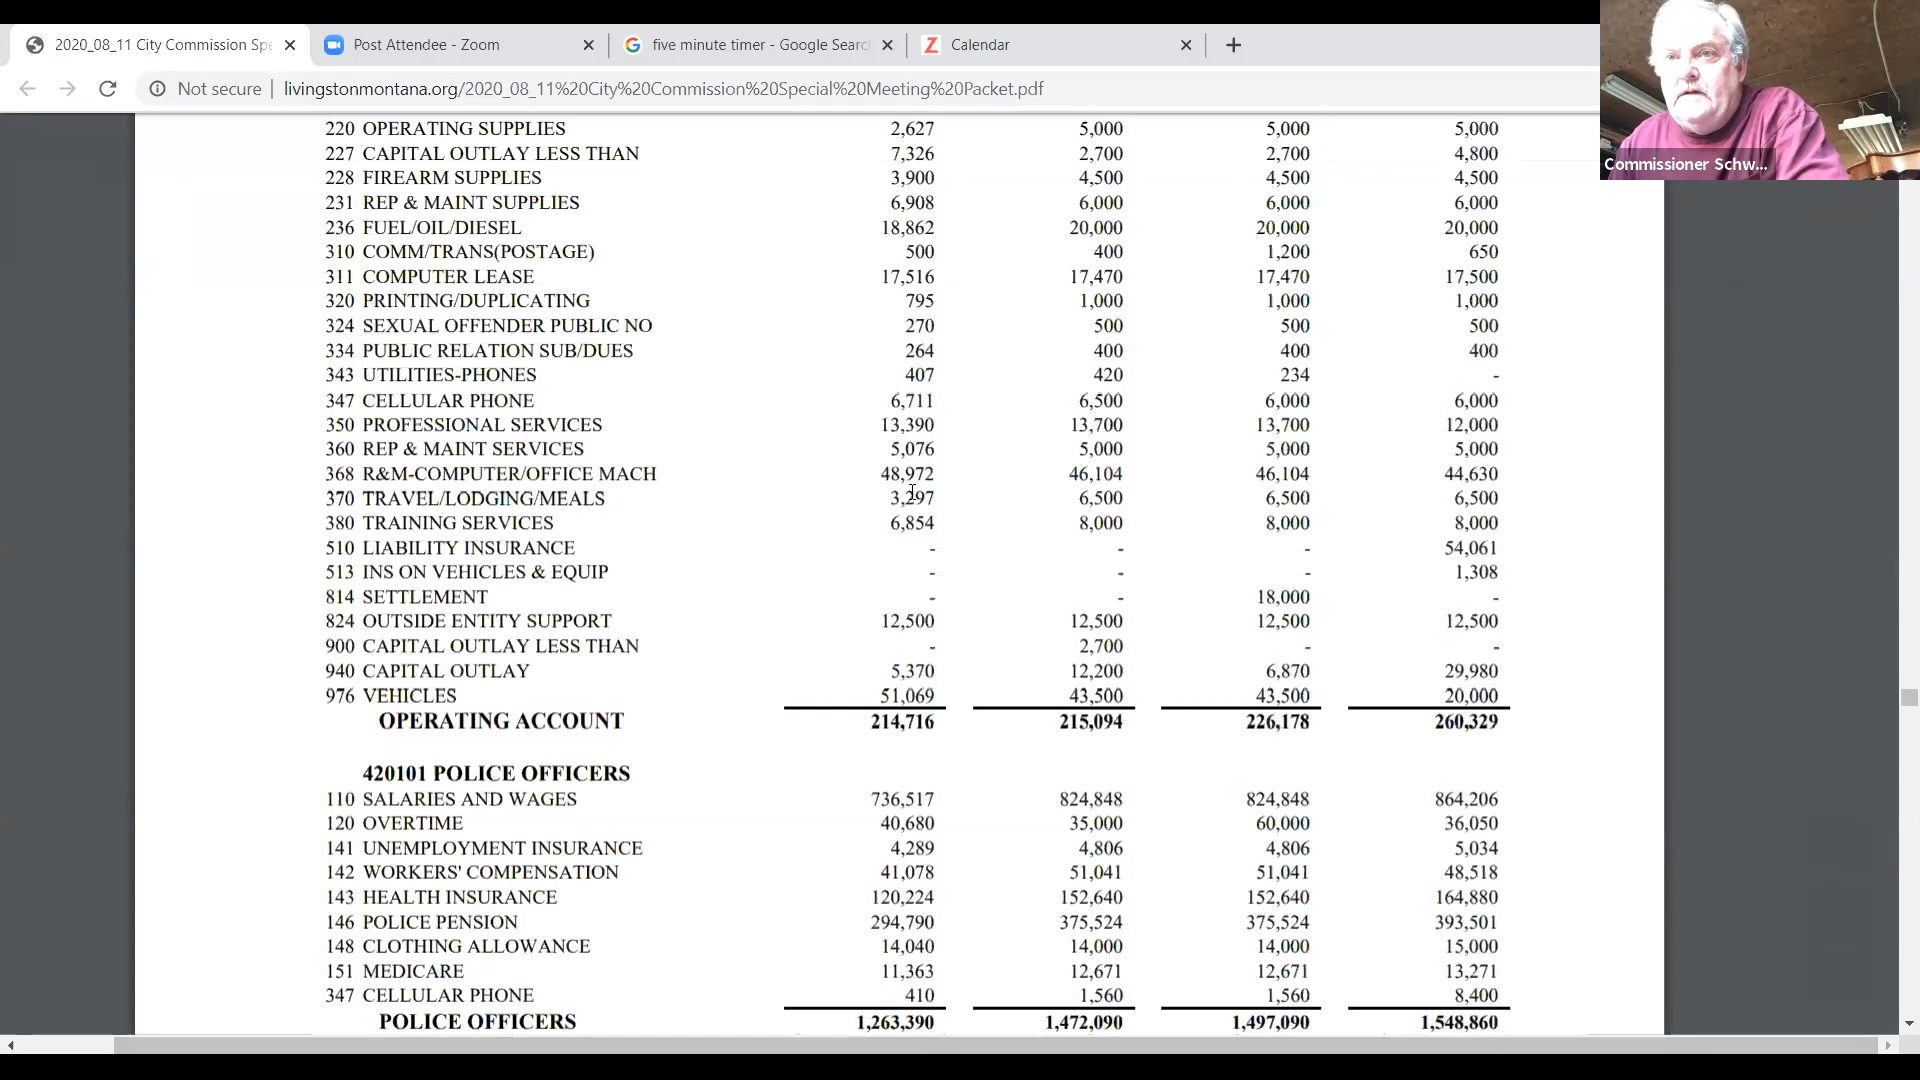 2020_08_11 City Commission Spe
Post Attendee - Zoom
five minute timer - Google Searc
Calendar
Not secure | livingstonmontana.org/2020_08_11%20City%20Commission%20Special%20Meeting%20Packet.pdf
Commissioner Schw...
220 OPERATING SUPPLIES 2,627 5,000 5,000 5,000
227 CAPITAL OUTLAY LESS THAN 7,326 2,700 2,700 4,800
228 FIREARM SUPPLIES 3,900 4,500 4,500 4,500
231 REP & MAINT SUPPLIES 6,908 6,000 6,000 6,000
236 FUEL/OIL/DIESEL 18,862 20,000 20,000 20,000
310 COMM/TRANS(POSTAGE) 500 400 1,200 650
311 COMPUTER LEASE 17,516 17,470 17,470 17,500
320 PRINTING/DUPLICATING 795 1,000 1,000 1,000
324 SEXUAL OFFENDER PUBLIC NO 270 500 500 500
334 PUBLIC RELATION SUB/DUES 264 400 400 400
343 UTILITIES-PHONES 407 420 234 -
347 CELLULAR PHONE 6,711 6,500 6,000 6,000
350 PROFESSIONAL SERVICES 13,390 13,700 13,700 12,000
360 REP & MAINT SERVICES 5,076 5,000 5,000 5,000
368 R&M-COMPUTER/OFFICE MACH 48,972 46,104 46,104 44,630
370 TRAVEL/LODGING/MEALS 3,297 6,500 6,500 6,500
380 TRAINING SERVICES 6,854 8,000 8,000 8,000
510 LIABILITY INSURANCE - - - 54,061
513 INS ON VEHICLES & EQUIP - - - 1,308
814 SETTLEMENT - - 18,000 -
824 OUTSIDE ENTITY SUPPORT 12,500 12,500 12,500 12,500
900 CAPITAL OUTLAY LESS THAN - 2,700 - -
940 CAPITAL OUTLAY 5,370 12,200 6,870 29,980
976 VEHICLES 51,069 43,500 43,500 20,000
OPERATING ACCOUNT 214,716 215,094 226,178 260,329
420101 POLICE OFFICERS
110 SALARIES AND WAGES 736,517 824,848 824,848 864,206
120 OVERTIME 40,680 35,000 60,000 36,050
141 UNEMPLOYMENT INSURANCE 4,289 4,806 4,806 5,034
142 WORKERS' COMPENSATION 41,078 51,041 51,041 48,518
143 HEALTH INSURANCE 120,224 152,640 152,640 164,880
146 POLICE PENSION 294,790 375,524 375,524 393,501
148 CLOTHING ALLOWANCE 14,040 14,000 14,000 15,000
151 MEDICARE 11,363 12,671 12,671 13,271
347 CELLULAR PHONE 410 1,560 1,560 8,400
POLICE OFFICERS 1,263,390 1,472,090 1,497,090 1,548,860